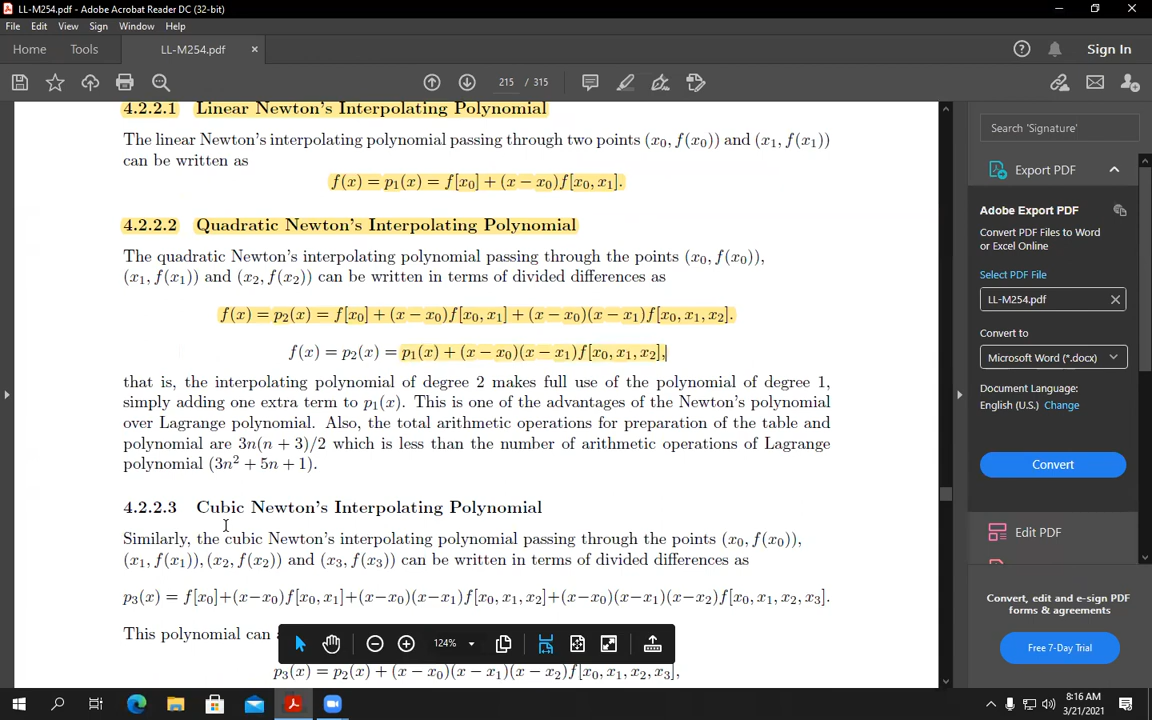 LL-M254.pdf - Adobe Acrobat Reader DC (32-bit)
File Edit View Sign Window Help
Home Tools LL-M254.pdf × Sign In
215 / 315
4.2.2.1 Linear Newton's Interpolating Polynomial
The linear Newton's interpolating polynomial passing through two points (x₀, f(x₀)) and (x₁, f(x₁))
can be written as
f(x) = p₁(x) = f[x₀] + (x − x₀)f[x₀, x₁].
4.2.2.2 Quadratic Newton's Interpolating Polynomial
The quadratic Newton's interpolating polynomial passing through the points (x₀, f(x₀)),
(x₁, f(x₁)) and (x₂, f(x₂)) can be written in terms of divided differences as
f(x) = p₂(x) = f[x₀] + (x − x₀)f[x₀, x₁] + (x − x₀)(x − x₁)f[x₀, x₁, x₂].
f(x) = p₂(x) = p₁(x) + (x − x₀)(x − x₁)f[x₀, x₁, x₂],
that is, the interpolating polynomial of degree 2 makes full use of the polynomial of degree 1,
simply adding one extra term to p₁(x). This is one of the advantages of the Newton's polynomial
over Lagrange polynomial. Also, the total arithmetic operations for preparation of the table and
polynomial are 3n(n + 3)/2 which is less than the number of arithmetic operations of Lagrange
polynomial (3n² + 5n + 1).
4.2.2.3 Cubic Newton's Interpolating Polynomial
Similarly, the cubic Newton's interpolating polynomial passing through the points (x₀, f(x₀)),
(x₁, f(x₁)), (x₂, f(x₂)) and (x₃, f(x₃)) can be written in terms of divided differences as
p₃(x) = f[x₀]+(x−x₀)f[x₀, x₁]+(x−x₀)(x−x₁)f[x₀, x₁, x₂]+(x−x₀)(x−x₁)(x−x₂)f[x₀, x₁, x₂, x₃].
This polynomial can
124%
p₃(x) = p₂(x) + (x − x₀)(x − x₁)(x − x₂)f[x₀, x₁, x₂, x₃],
Search 'Signature'
Export PDF
Adobe Export PDF
Convert PDF Files to Word
or Excel Online
Select PDF File
LL-M254.pdf
Convert to
Microsoft Word (*.docx)
Document Language:
English (U.S.) Change
Convert
Edit PDF
Convert, edit and e-sign PDF
forms & agreements
Free 7-Day Trial
8:16 AM
3/21/2021